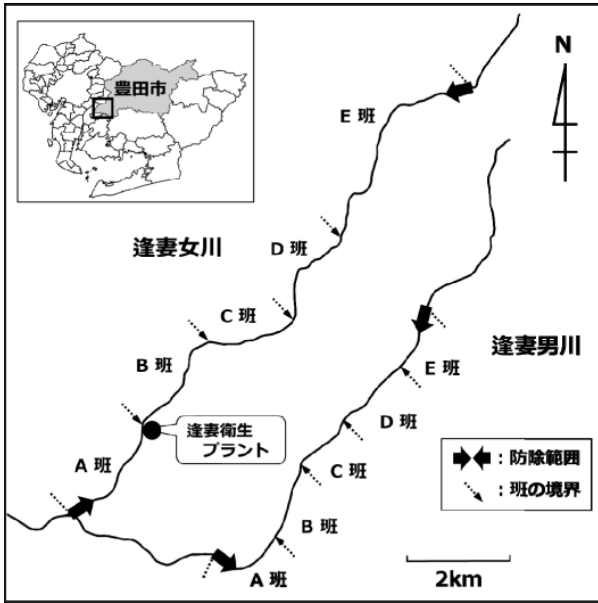 豊田市
N
E 班
逢妻女川
D 班
C 班
B 班
逢妻衛生
プラント
A 班
逢妻男川
E 班
D 班
C 班
B 班
A 班
：防除範囲
：班の境界
2km